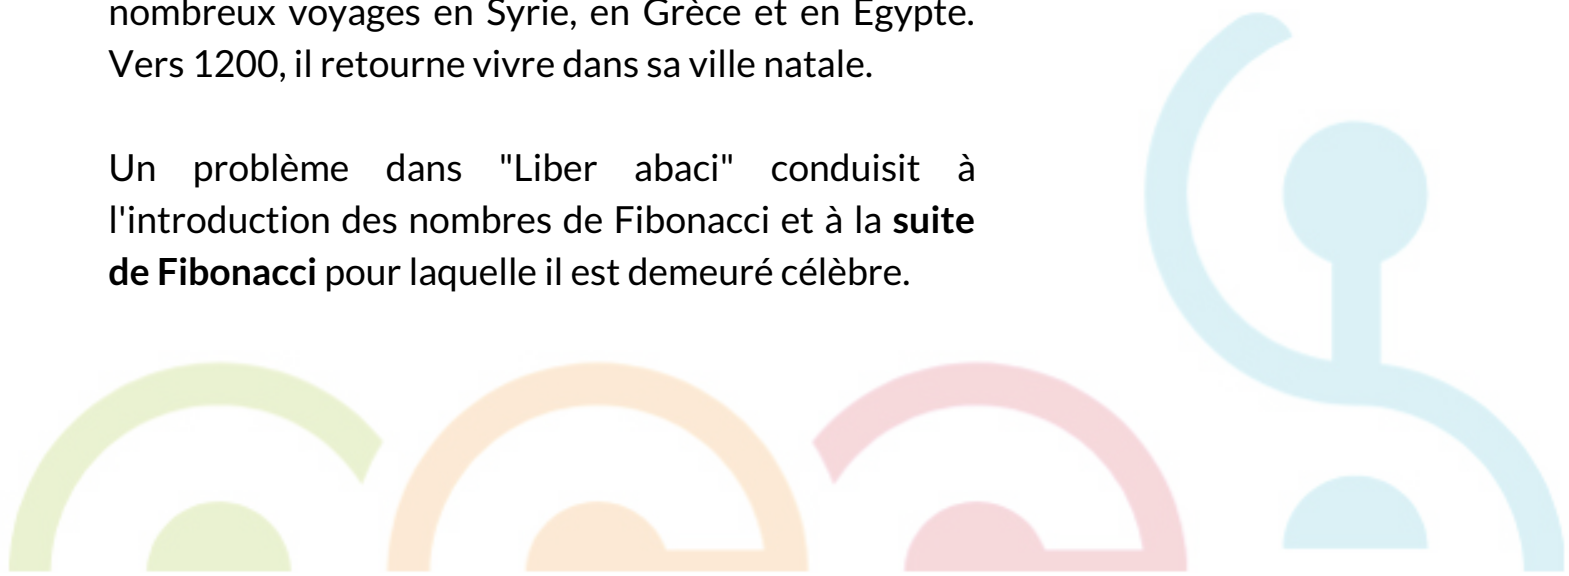 nombreux voyages en Syrie, en Grèce et en Egypte.
Vers 1200, il retourne vivre dans sa ville natale.
Un problème dans "Liber abaci" conduisit à
l'introduction des nombres de Fibonacci et à la suite
de Fibonacci pour laquelle il est demeuré célèbre.